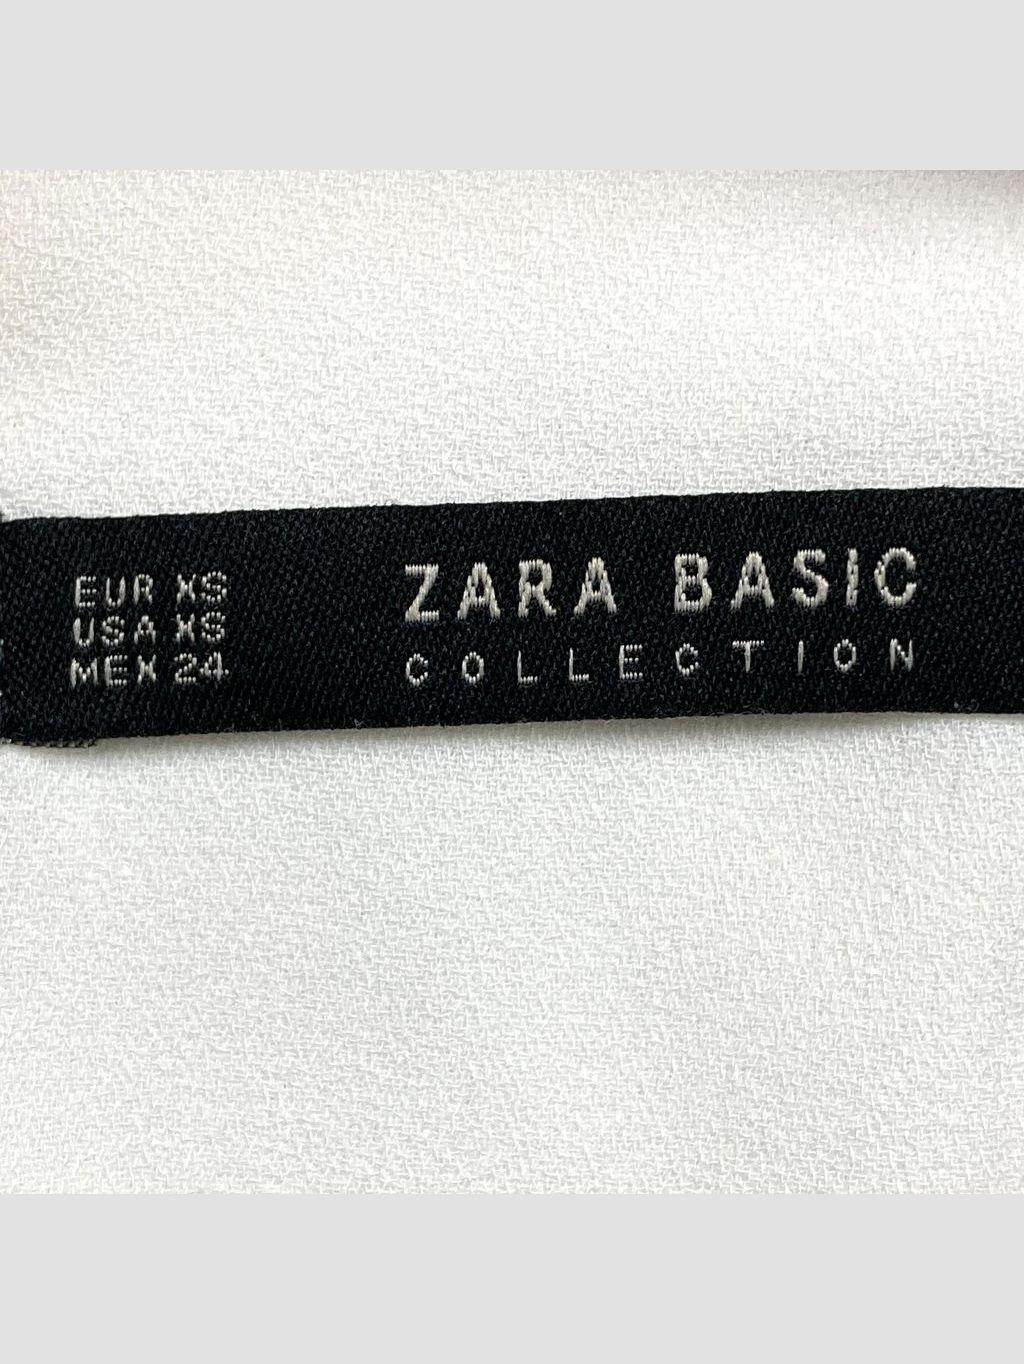 EUR XS
USA XS
MEX 24
ZARA BASIC
COLLECTION